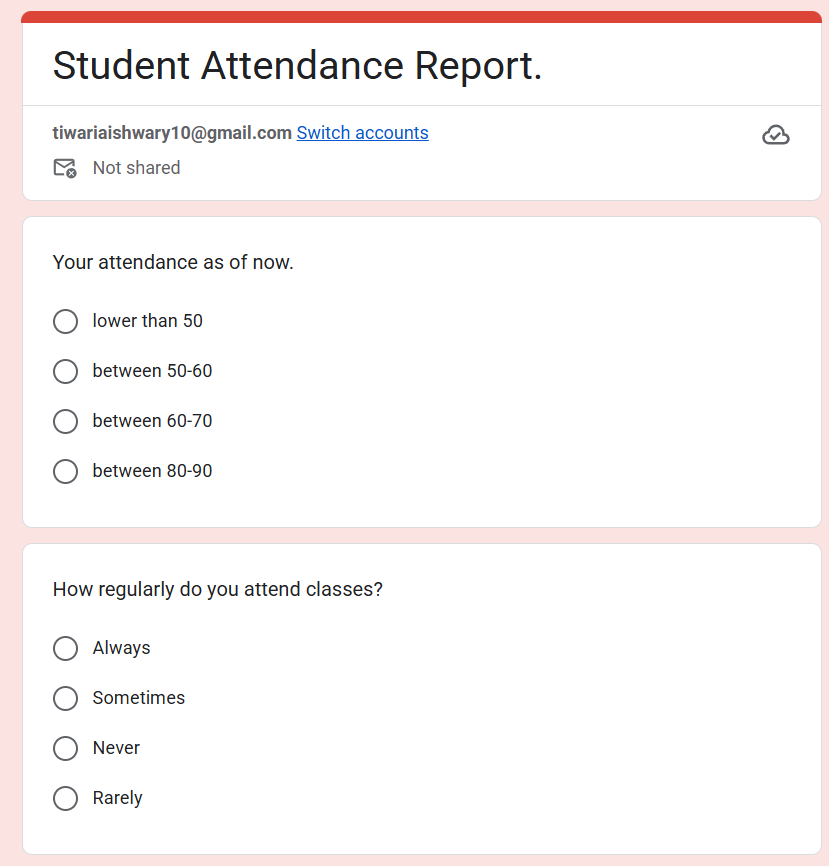 Student Attendance Report.
tiwariaishwary10@gmail.com Switch accounts
Not shared
Your attendance as of now.
lower than 50
between 50-60
between 60-70
between 80-90
How regularly do you attend classes?
Always
Sometimes
Never
Rarely